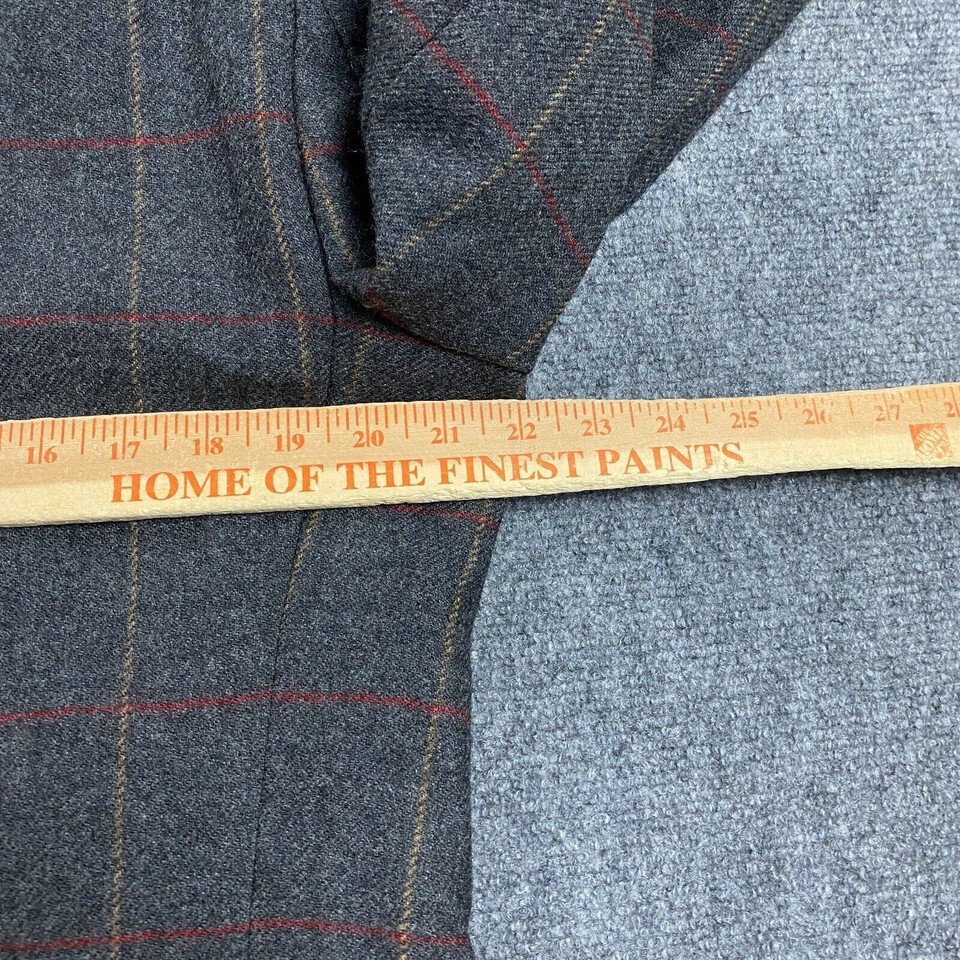 16 17 18 19 20 21 22 23 24 25 26 27
HOME OF THE FINEST PAINTS